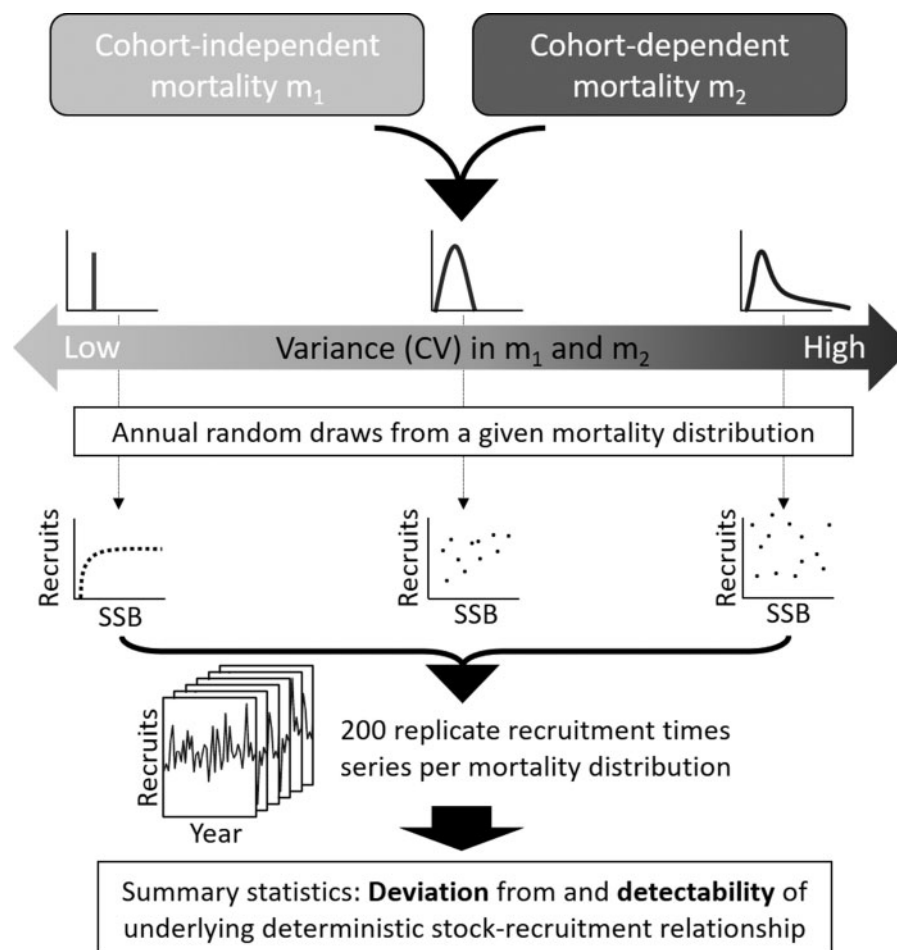 Cohort-independent
mortality m₁
Cohort-dependent
mortality m₂
Low
Variance (CV) in m₁ and m₂
High
Annual random draws from a given mortality distribution
Recruits
SSB
Recruits
SSB
Recruits
SSB
Recruits
Year
200 replicate recruitment times
series per mortality distribution
Summary statistics: Deviation from and detectability of
underlying deterministic stock-recruitment relationship